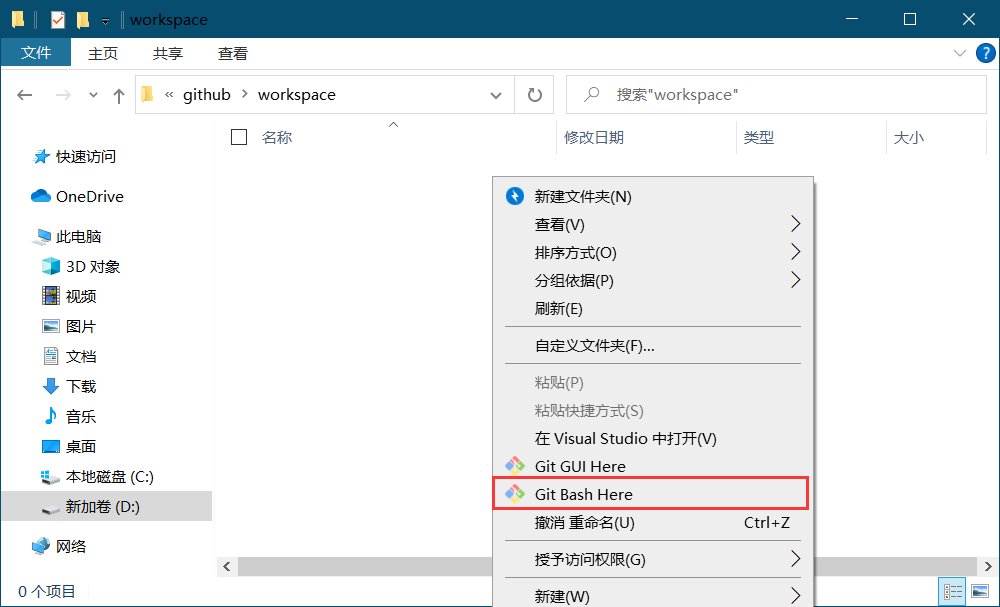 workspace
文件 主页 共享 查看
« github > workspace
搜索"workspace"
名称 修改日期 类型 大小
快速访问
OneDrive
此电脑
3D 对象
视频
图片
文档
下载
音乐
桌面
本地磁盘 (C:)
新加卷 (D:)
网络
新建文件夹(N)
查看(V)
排序方式(O)
分组依据(P)
刷新(E)
自定义文件夹(F)...
粘贴(P)
粘贴快捷方式(S)
在 Visual Studio 中打开(V)
Git GUI Here
Git Bash Here
撤消 重命名(U) Ctrl+Z
授予访问权限(G)
新建(W)
0 个项目